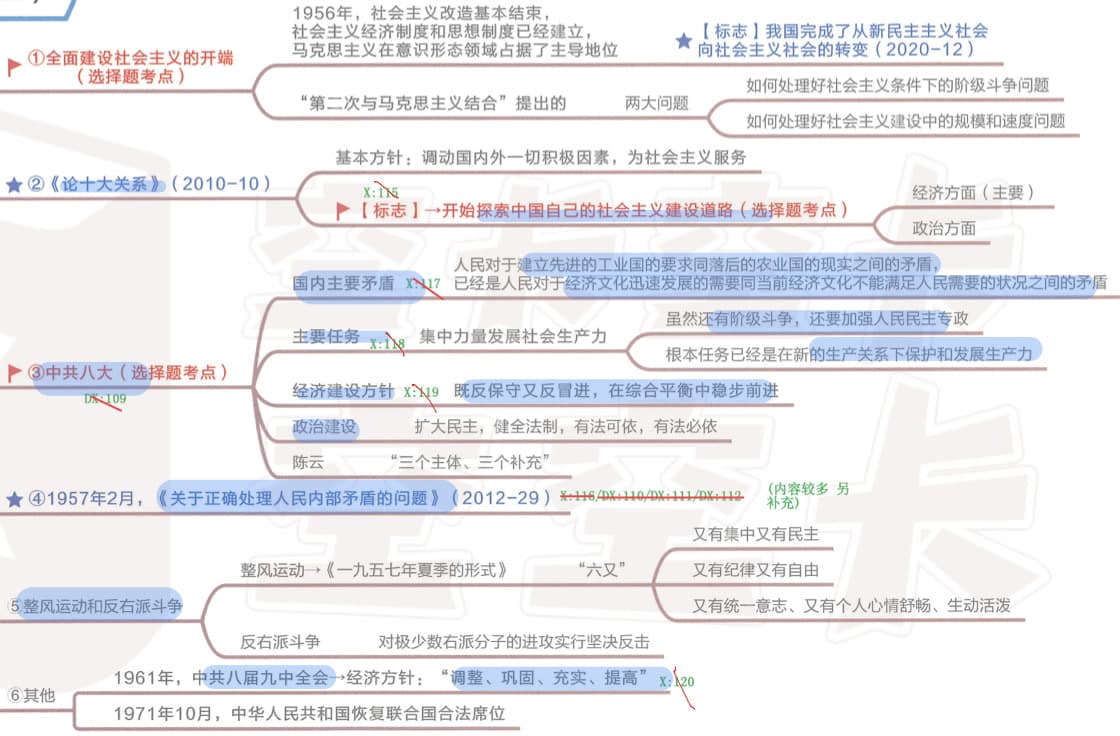 1956年，社会主义改造基本结束，
社会主义经济制度和思想制度已经建立，
马克思主义在意识形态领域占据了主导地位
★【标志】我国完成了从新民主主义社会
向社会主义社会的转变（2020-12）
①全面建设社会主义的开端
（选择题考点）
“第二次与马克思主义结合”提出的 两大问题
如何处理好社会主义条件下的阶级斗争问题
如何处理好社会主义建设中的规模和速度问题
基本方针：调动国内外一切积极因素，为社会主义服务
★②《论十大关系》（2010-10）
X:115
【标志】→开始探索中国自己的社会主义建设道路（选择题考点）
经济方面（主要）
政治方面
国内主要矛盾 X:117
人民对于建立先进的工业国的要求同落后的农业国的现实之间的矛盾，
已经是人民对于经济文化迅速发展的需要同当前经济文化不能满足人民需要的状况之间的矛盾
主要任务 X:118 集中力量发展社会生产力
虽然还有阶级斗争，还要加强人民民主专政
根本任务已经是在新的生产关系下保护和发展生产力
③中共八大（选择题考点）
DX:109
经济建设方针 X:119 既反保守又反冒进，在综合平衡中稳步前进
政治建设 扩大民主，健全法制，有法可依，有法必依
陈云 “三个主体、三个补充”
★④1957年2月，《关于正确处理人民内部矛盾的问题》（2012-29） X:116/DX:110/DX:111/DX:112
(内容较多 另
补充)
⑤整风运动和反右派斗争
整风运动→《一九五七年夏季的形式》 “六又”
又有集中又有民主
又有纪律又有自由
又有统一意志、又有个人心情舒畅、生动活泼
反右派斗争 对极少数右派分子的进攻实行坚决反击
⑥其他
1961年，中共八届九中全会→经济方针：“调整、巩固、充实、提高” X:120
1971年10月，中华人民共和国恢复联合国合法席位